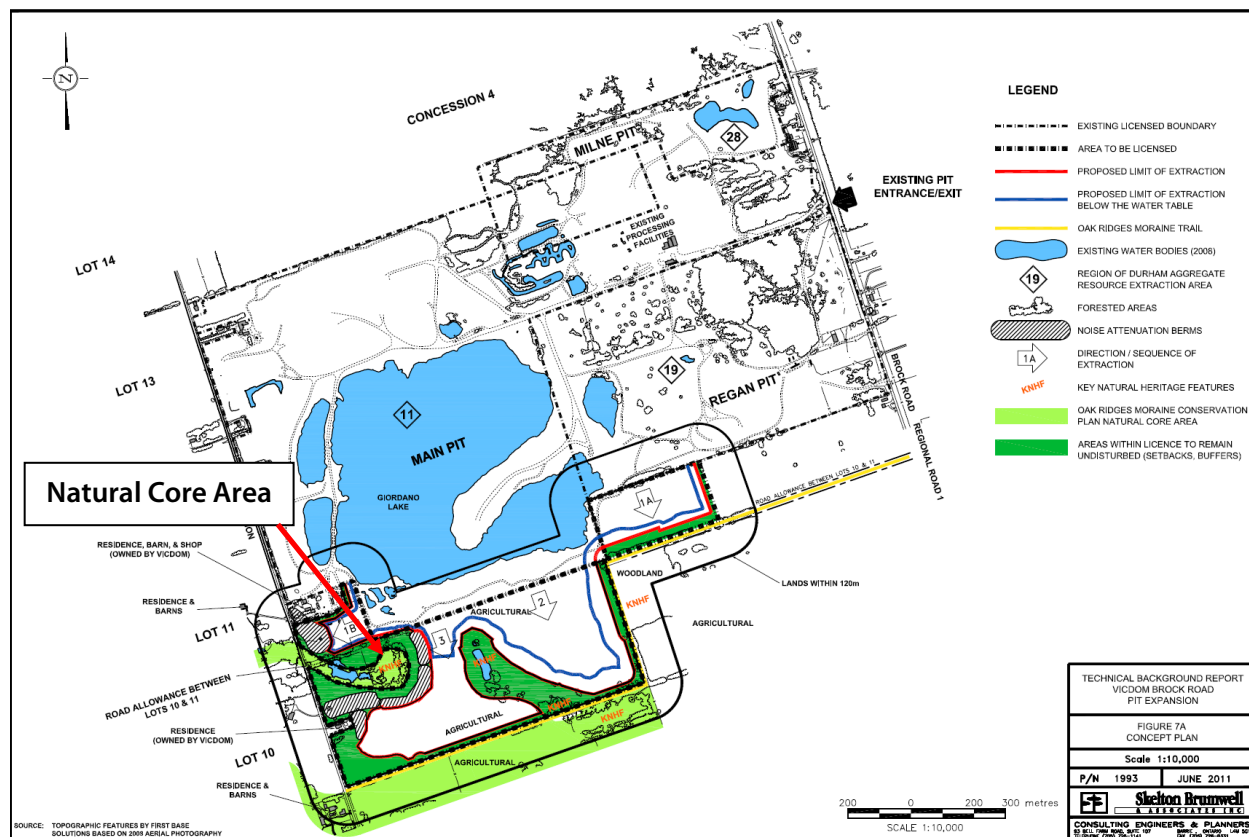 N
CONCESSION 4
MILNE PIT
28
EXISTING PIT
ENTRANCE/EXIT
EXISTING
PROCESSING
FACILITIES
LOT 14
LOT 13
19
REGAN PIT
BROCK ROAD
REGIONAL ROAD 1
11
MAIN PIT
GIORDANO
LAKE
Natural Core Area
RESIDENCE, BARN, & SHOP
(OWNED BY VICDOM)
RESIDENCE &
BARNS
LOT 11
ROAD ALLOWANCE BETWEEN
LOTS 10 & 11
RESIDENCE
(OWNED BY VICDOM)
LOT 10
RESIDENCE &
BARNS
1A
ROAD ALLOWANCE BETWEEN LOTS 10 & 11
WOODLAND
LANDS WITHIN 120m
KNHF
AGRICULTURAL
AGRICULTURAL
2
1B
3
KNHF
KNHF
KNHF
KNHF
AGRICULTURAL
AGRICULTURAL
LEGEND
EXISTING LICENSED BOUNDARY
AREA TO BE LICENSED
PROPOSED LIMIT OF EXTRACTION
PROPOSED LIMIT OF EXTRACTION
BELOW THE WATER TABLE
OAK RIDGES MORAINE TRAIL
EXISTING WATER BODIES (2008)
19
REGION OF DURHAM AGGREGATE
RESOURCE EXTRACTION AREA
FORESTED AREAS
NOISE ATTENUATION BERMS
1A
DIRECTION / SEQUENCE OF
EXTRACTION
KNHF
KEY NATURAL HERITAGE FEATURES
OAK RIDGES MORAINE CONSERVATION
PLAN NATURAL CORE AREA
AREAS WITHIN LICENCE TO REMAIN
UNDISTURBED (SETBACKS, BUFFERS)
200 0 200 300 metres
SCALE 1:10,000
SOURCE: TOPOGRAPHIC FEATURES BY FIRST BASE
SOLUTIONS BASED ON 2008 AERIAL PHOTOGRAPHY
TECHNICAL BACKGROUND REPORT
VICDOM BROCK ROAD
PIT EXPANSION
FIGURE 7A
CONCEPT PLAN
Scale 1:10,000
P/N 1993
JUNE 2011
Skelton Brumwell
& ASSOCIATES INC
CONSULTING ENGINEERS & PLANNERS